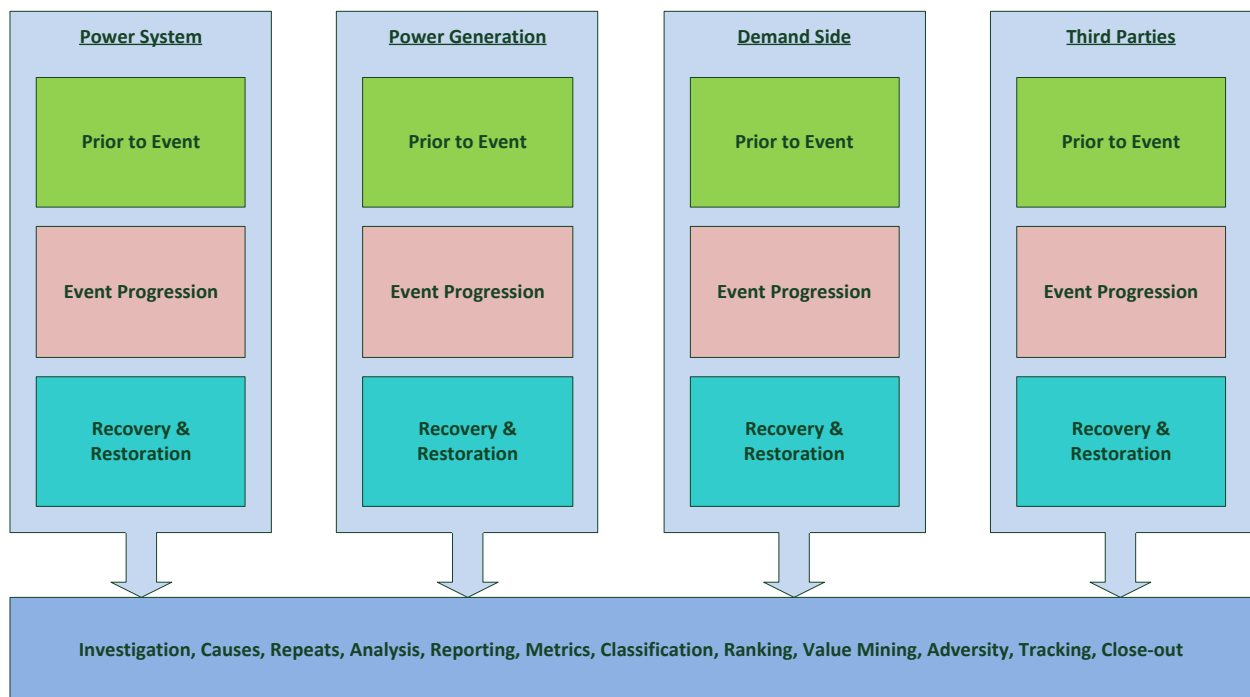 Power System
Prior to Event
Event Progression
Recovery &
Restoration
Power Generation
Prior to Event
Event Progression
Recovery &
Restoration
Demand Side
Prior to Event
Event Progression
Recovery &
Restoration
Third Parties
Prior to Event
Event Progression
Recovery &
Restoration
Investigation, Causes, Repeats, Analysis, Reporting, Metrics, Classification, Ranking, Value Mining, Adversity, Tracking, Close-out